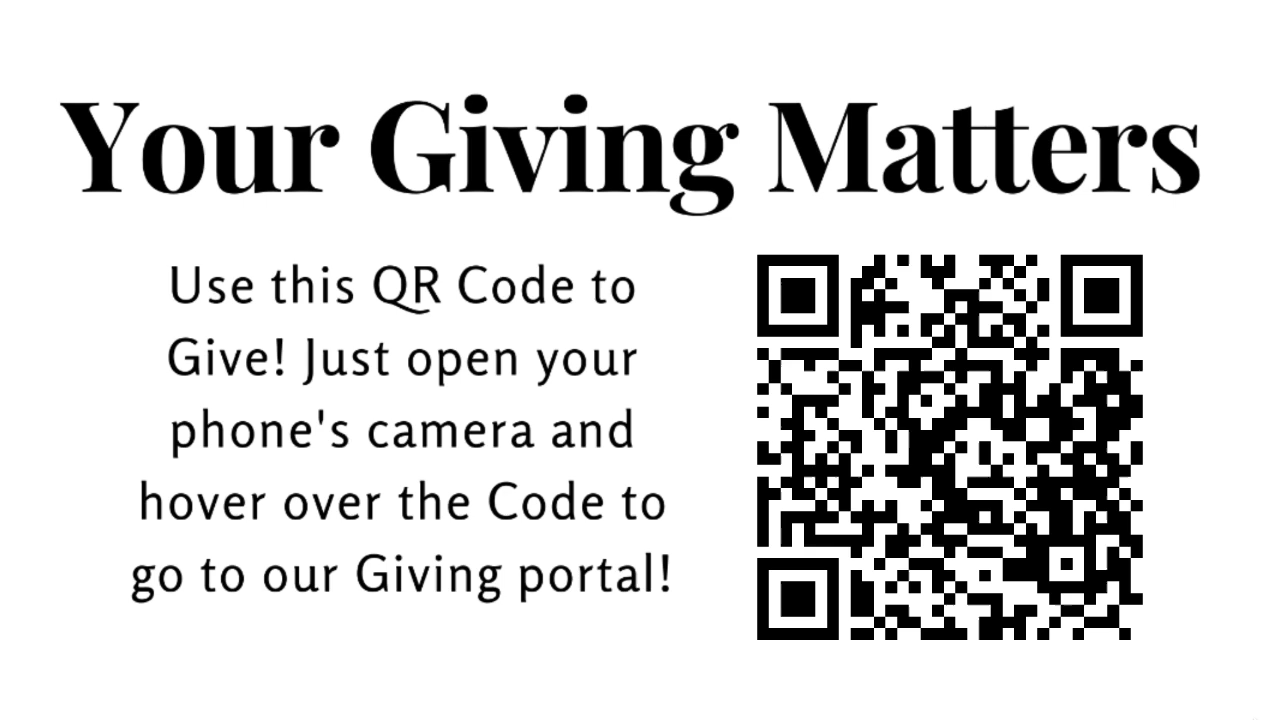 Your Giving Matters
Use this QR Code to
Give! Just open your
phone's camera and
hover over the Code to
go to our Giving portal!